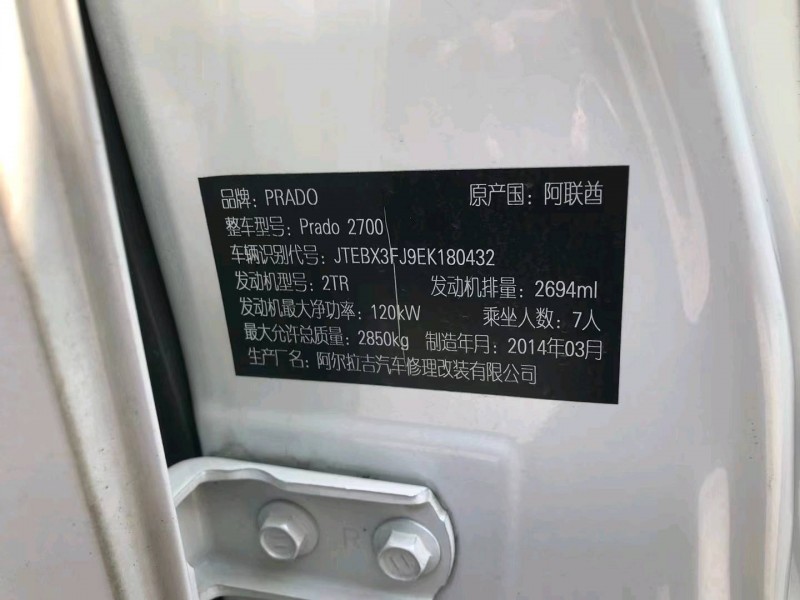 品牌：PRADO 原产国：阿联酋
整车型号：Prado 2700
车辆识别代号：JTEBX3FJ9EK180432
发动机型号：2TR 发动机排量：2694ml
发动机最大净功率：120kW 乘坐人数：7人
最大允许总质量：2850kg 制造年月：2014年03月
生产厂名：阿尔拉吉汽车修理改装有限公司
R